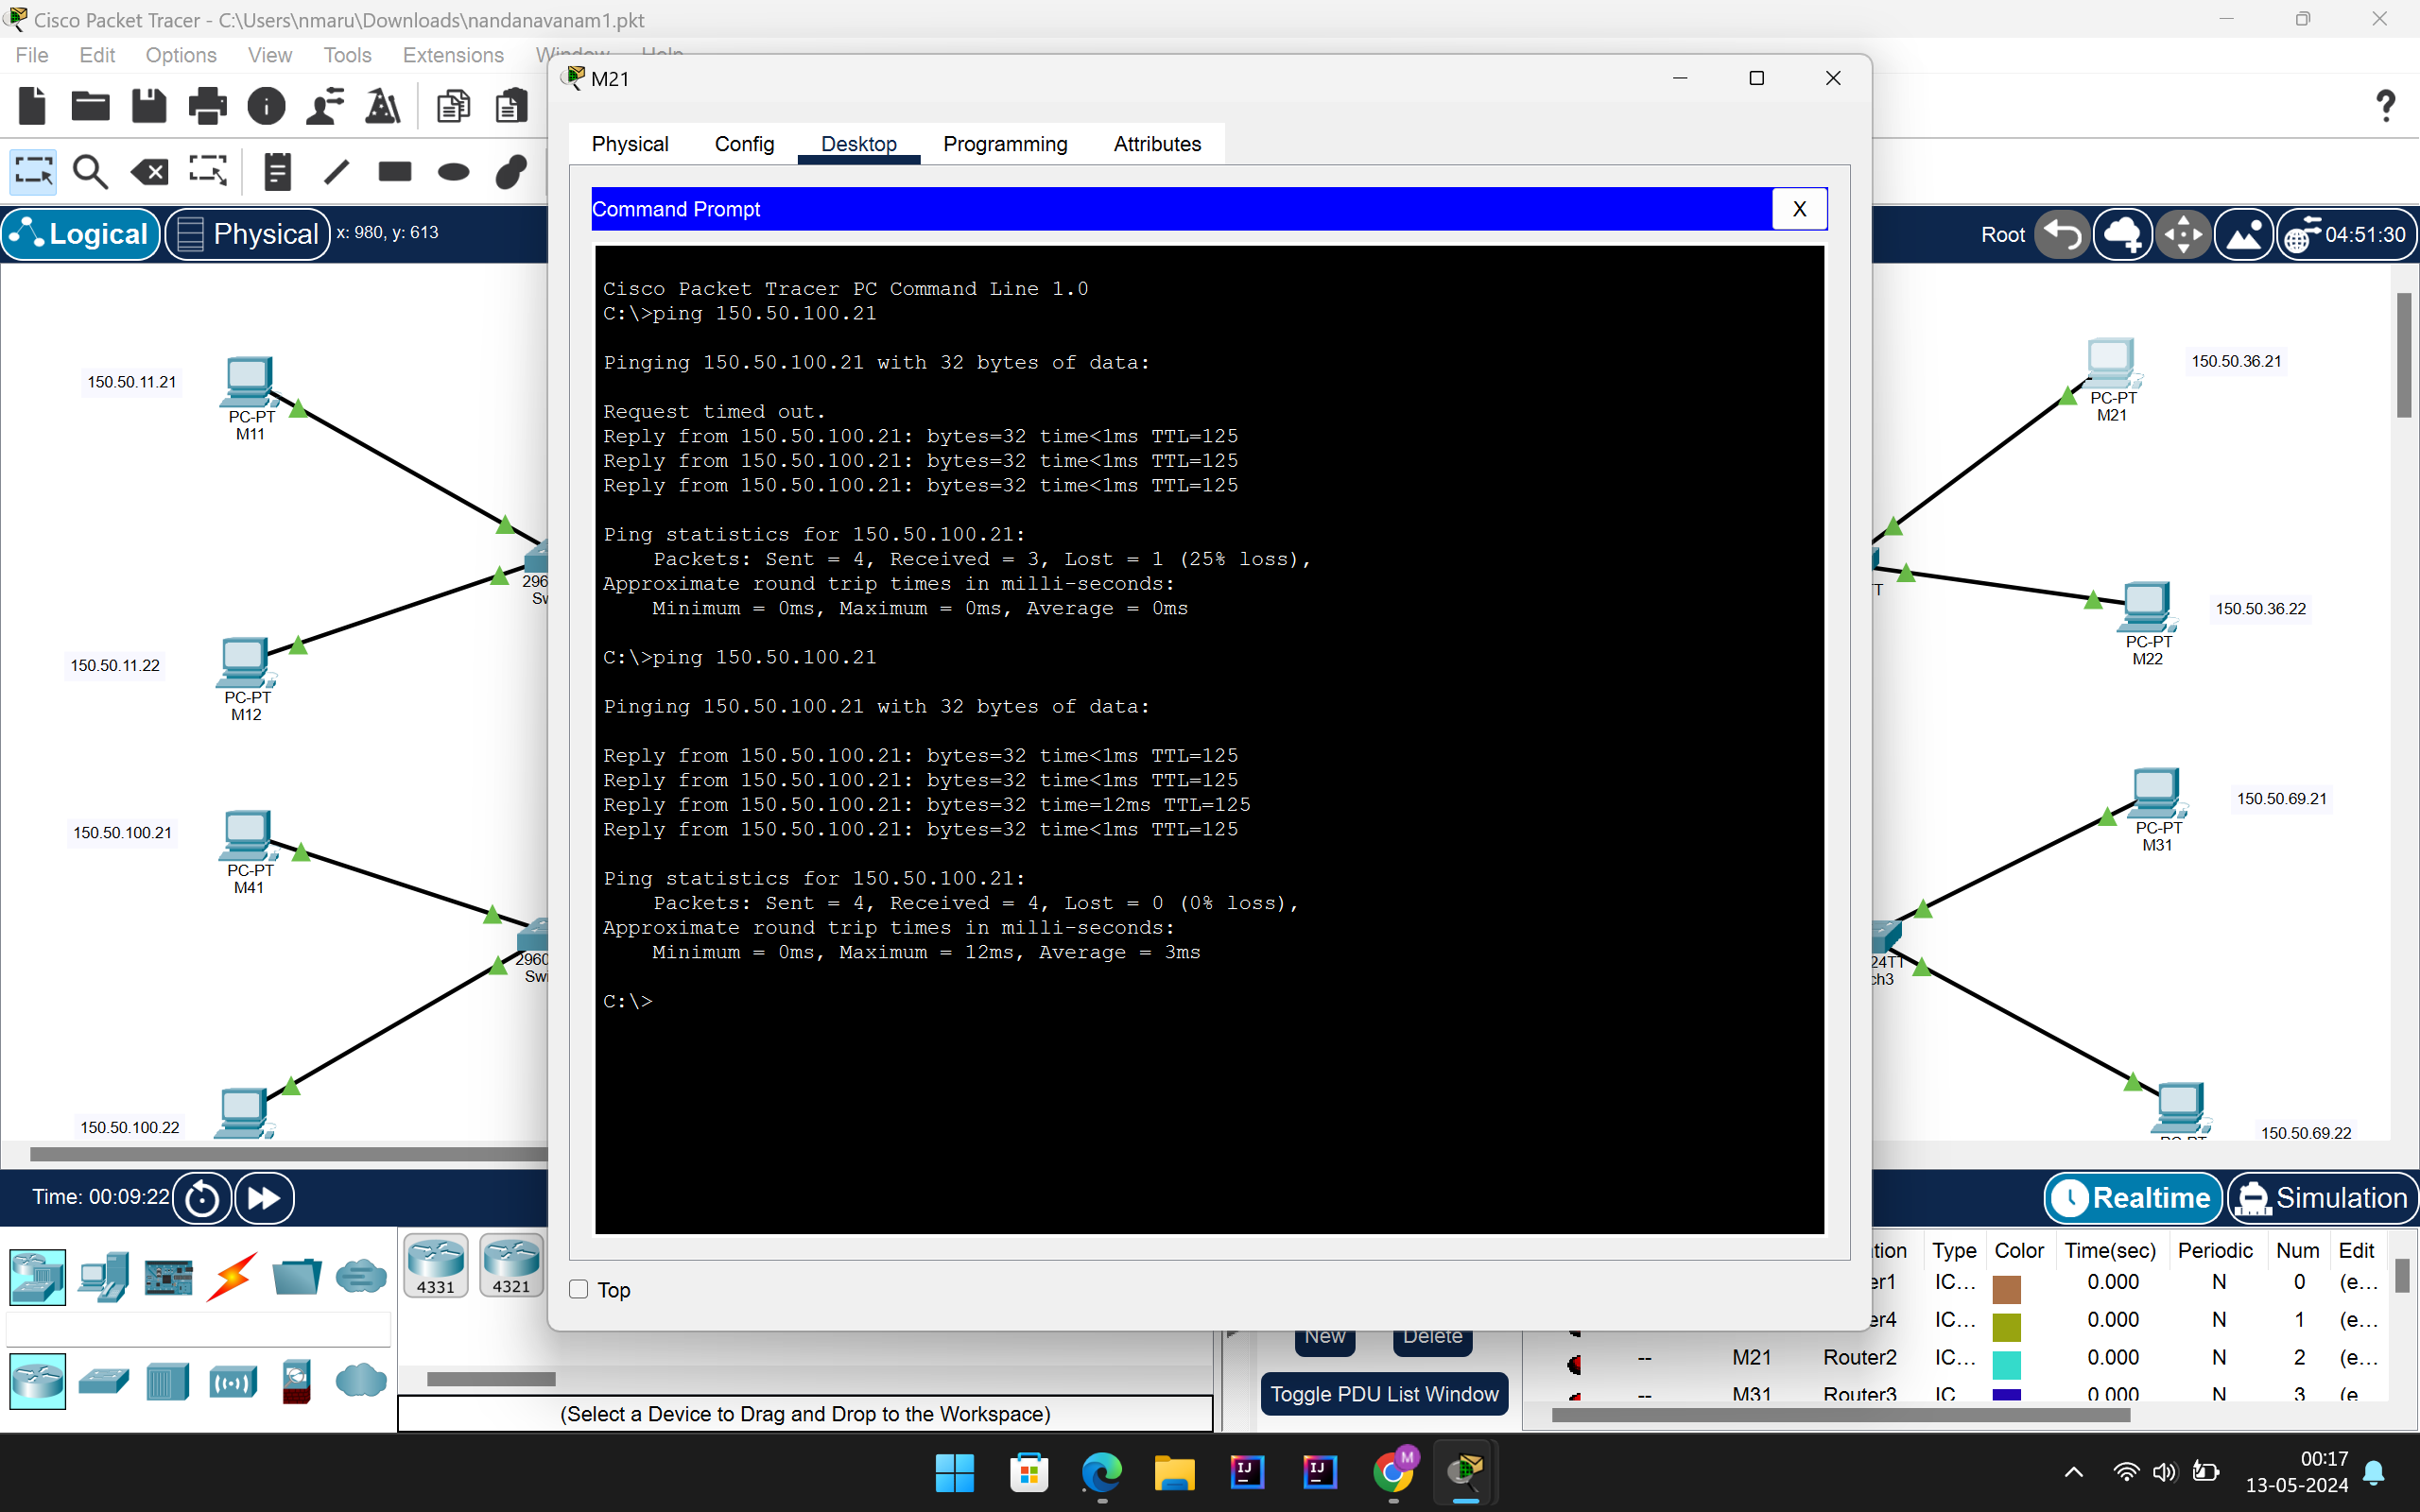 Cisco Packet Tracer - C:\Users\nmaru\Downloads\nandanavanam1.pkt
File Edit Options View Tools Extensions Window Help
M21
Physical Config Desktop Programming Attributes
Logical Physical x: 980, y: 613
Root 04:51:30
Command Prompt X
Cisco Packet Tracer PC Command Line 1.0
C:\>ping 150.50.100.21
Pinging 150.50.100.21 with 32 bytes of data:
Request timed out.
Reply from 150.50.100.21: bytes=32 time<1ms TTL=125
Reply from 150.50.100.21: bytes=32 time<1ms TTL=125
Reply from 150.50.100.21: bytes=32 time<1ms TTL=125
Ping statistics for 150.50.100.21:
Packets: Sent = 4, Received = 3, Lost = 1 (25% loss),
Approximate round trip times in milli-seconds:
Minimum = 0ms, Maximum = 0ms, Average = 0ms
C:\>ping 150.50.100.21
Pinging 150.50.100.21 with 32 bytes of data:
Reply from 150.50.100.21: bytes=32 time<1ms TTL=125
Reply from 150.50.100.21: bytes=32 time<1ms TTL=125
Reply from 150.50.100.21: bytes=32 time=12ms TTL=125
Reply from 150.50.100.21: bytes=32 time<1ms TTL=125
Ping statistics for 150.50.100.21:
Packets: Sent = 4, Received = 4, Lost = 0 (0% loss),
Approximate round trip times in milli-seconds:
Minimum = 0ms, Maximum = 12ms, Average = 3ms
C:\>
Top
150.50.11.21
PC-PT
M11
296
Sw
150.50.11.22
PC-PT
M12
150.50.100.21
PC-PT
M41
2960
Swi
150.50.100.22
150.50.36.21
PC-PT
M21
T
150.50.36.22
PC-PT
M22
150.50.69.21
PC-PT
M31
24TT
ch3
PC-PT
150.50.69.22
Time: 00:09:22
Realtime Simulation
4331 4321
(Select a Device to Drag and Drop to the Workspace)
New Delete
Toggle PDU List Window
tion Type Color Time(sec) Periodic Num Edit
er1 IC... 0.000 N 0 (e...
er4 IC... 0.000 N 1 (e...
-- M21 Router2 IC... 0.000 N 2 (e...
-- M31 Router3 IC 0.000 N 3 (e
IJ IJ M
00:17
13-05-2024